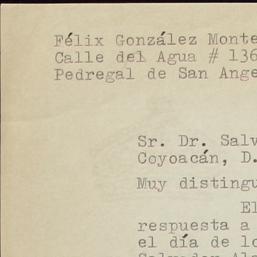 Félix González Monte
Calle del Agua # 136
Pedregal de San Ange
Sr. Dr. Salv
Coyoacán, D.
Muy distingu
El
respuesta a
el día de lo